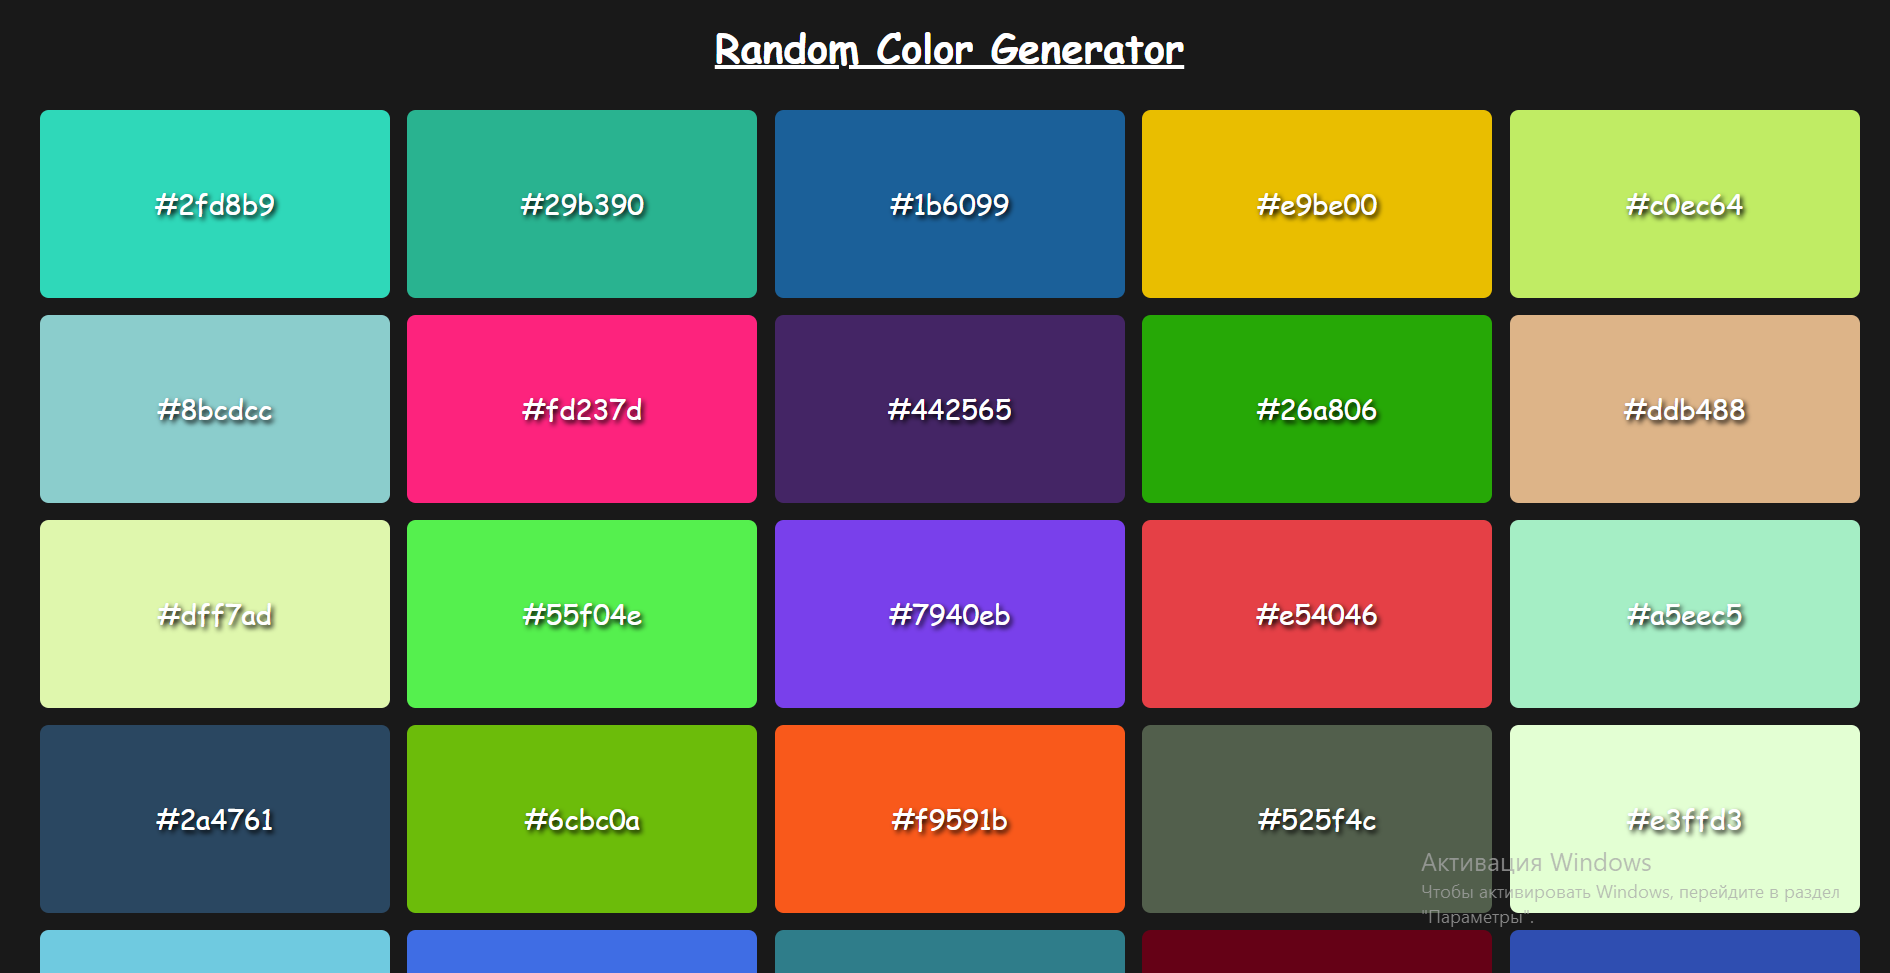 Random Color Generator
#2fd8b9
#29b390
#1b6099
#e9be00
#c0ec64
#8bcdcc
#fd237d
#442565
#26a806
#ddb488
#dff7ad
#55f04e
#7940eb
#e54046
#a5eec5
#2a4761
#6cbc0a
#f9591b
#525f4c
#e3ffd3
Активация Windows
Чтобы активировать Windows, перейдите в раздел
"Параметры".